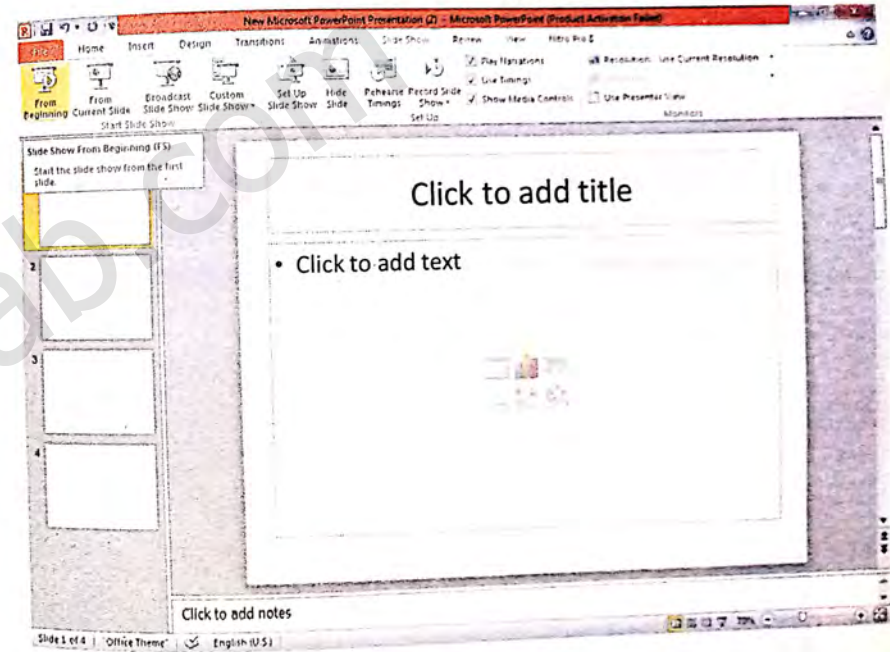 New Microsoft PowerPoint Presentation (2) - Microsoft PowerPoint (Product Activation Failed)
File Home Insert Design Transitions Animations Slide Show Review View Nitro Pro 8
From Beginning
From Current Slide
Broadcast Slide Show
Custom Slide Show
Set Up Slide Show
Hide Slide
Rehearse Timings
Record Slide Show
Play Narrations
Use Timings
Show Media Controls
Resolution: Use Current Resolution
Use Presenter View
Start Slide Show
Set Up
Monitors
Slide Show From Beginning (F5)
Start the slide show from the first
slide.
2
3
4
Click to add title
• Click to add text
Click to add notes
Slide 1 of 4
"Office Theme"
English (U.S.)
ab.com